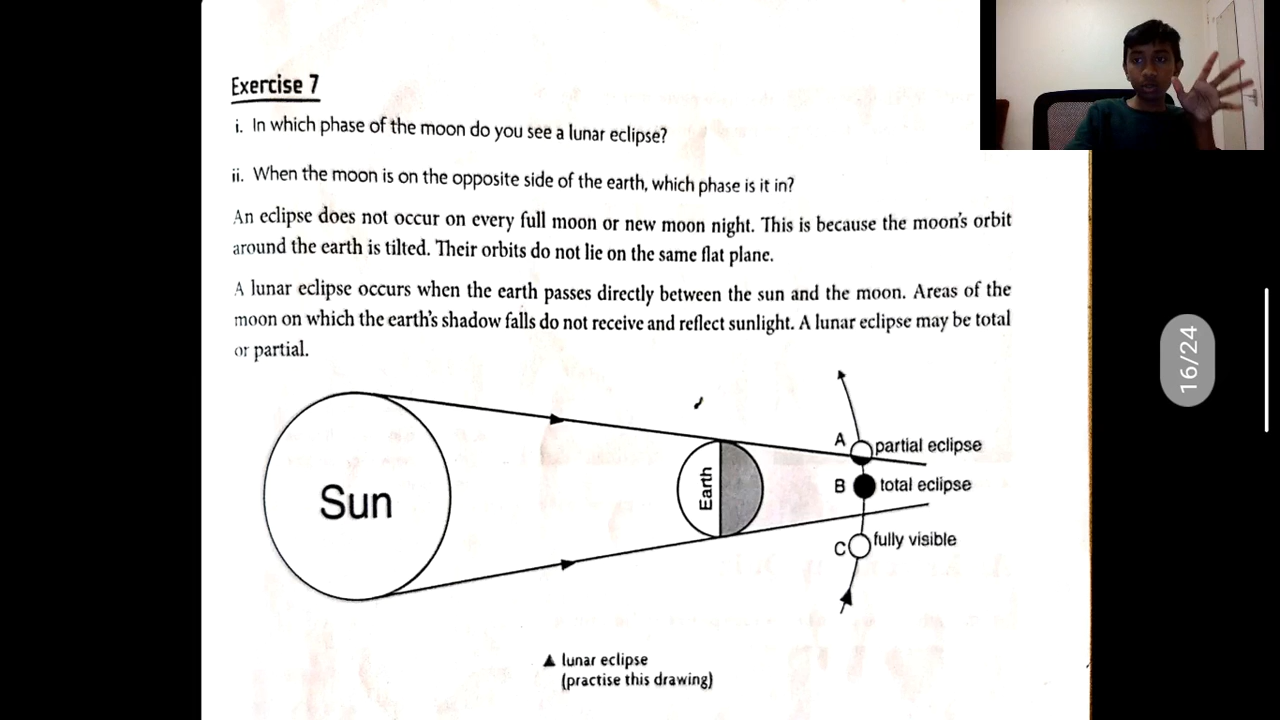 Exercise 7
i. In which phase of the moon do you see a lunar eclipse?
ii. When the moon is on the opposite side of the earth, which phase is it in?
An eclipse does not occur on every full moon or new moon night. This is because the moon's orbit
around the earth is tilted. Their orbits do not lie on the same flat plane.
A lunar eclipse occurs when the earth passes directly between the sun and the moon. Areas of the
moon on which the earth's shadow falls do not receive and reflect sunlight. A lunar eclipse may be total
or partial.
Sun
Earth
A partial eclipse
B total eclipse
C fully visible
▲ lunar eclipse
(practise this drawing)
16/24